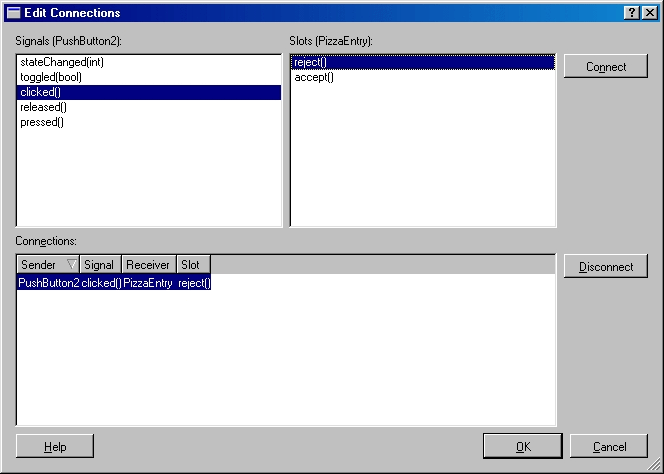 Edit Connections
Signals (PushButton2):
Slots (PizzaEntry):
stateChanged(int)
toggled(bool)
clicked()
released()
pressed()
reject()
accept()
Connect
Connections:
Sender Signal Receiver Slot
PushButton2 clicked() PizzaEntry reject()
Disconnect
Help
OK
Cancel